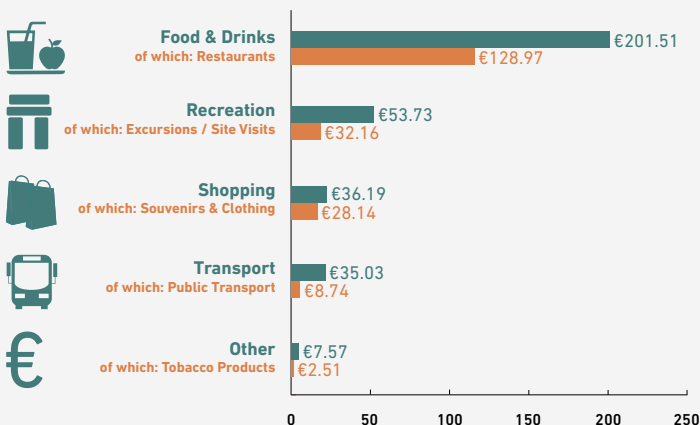 Food & Drinks
of which: Restaurants
€201.51
€128.97
Recreation
of which: Excursions / Site Visits
€53.73
€32.16
Shopping
of which: Souvenirs & Clothing
€36.19
€28.14
Transport
of which: Public Transport
€35.03
€8.74
€
Other
of which: Tobacco Products
€7.57
€2.51
0 50 100 150 200 250